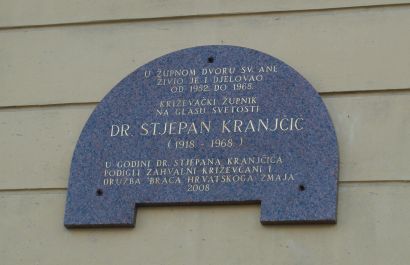 U ŽUPNOM DVORU SV. ANE
ŽIVIO JE I DJELOVAO
OD 1952. DO 1968.
KRIŽEVAČKI ŽUPNIK
NA GLASU SVETOSTI
DR. STJEPAN KRANJČIĆ
(1918 - 1968)
U GODINI DR. STJEPANA KRANJČIĆA
PODIGLI ZAHVALNI KRIŽEVČANI I
DRUŽBA "BRAĆA HRVATSKOGA ZMAJA"
2008